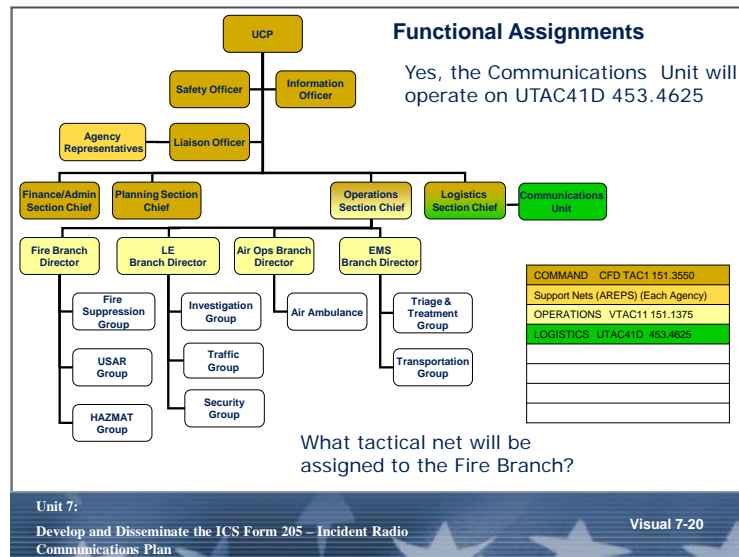 Functional Assignments
Yes, the Communications Unit will
operate on UTAC41D 453.4625
UCP
Safety Officer
Information
Officer
Agency
Representatives
Liaison Officer
Finance/Admin
Section Chief
Planning Section
Chief
Operations
Section Chief
Logistics
Section Chief
Communications
Unit
Fire Branch
Director
LE
Branch Director
Air Ops Branch
Director
EMS
Branch Director
Fire
Suppression
Group
USAR
Group
HAZMAT
Group
Investigation
Group
Traffic
Group
Security
Group
Air Ambulance
Triage &
Treatment
Group
Transportation
Group
COMMAND CFD TAC1 151.3550
Support Nets (AREPS) (Each Agency)
OPERATIONS VTAC11 151.1375
LOGISTICS UTAC41D 453.4625
What tactical net will be
assigned to the Fire Branch?
Unit 7:
Develop and Disseminate the ICS Form 205 – Incident Radio
Communications Plan
Visual 7-20